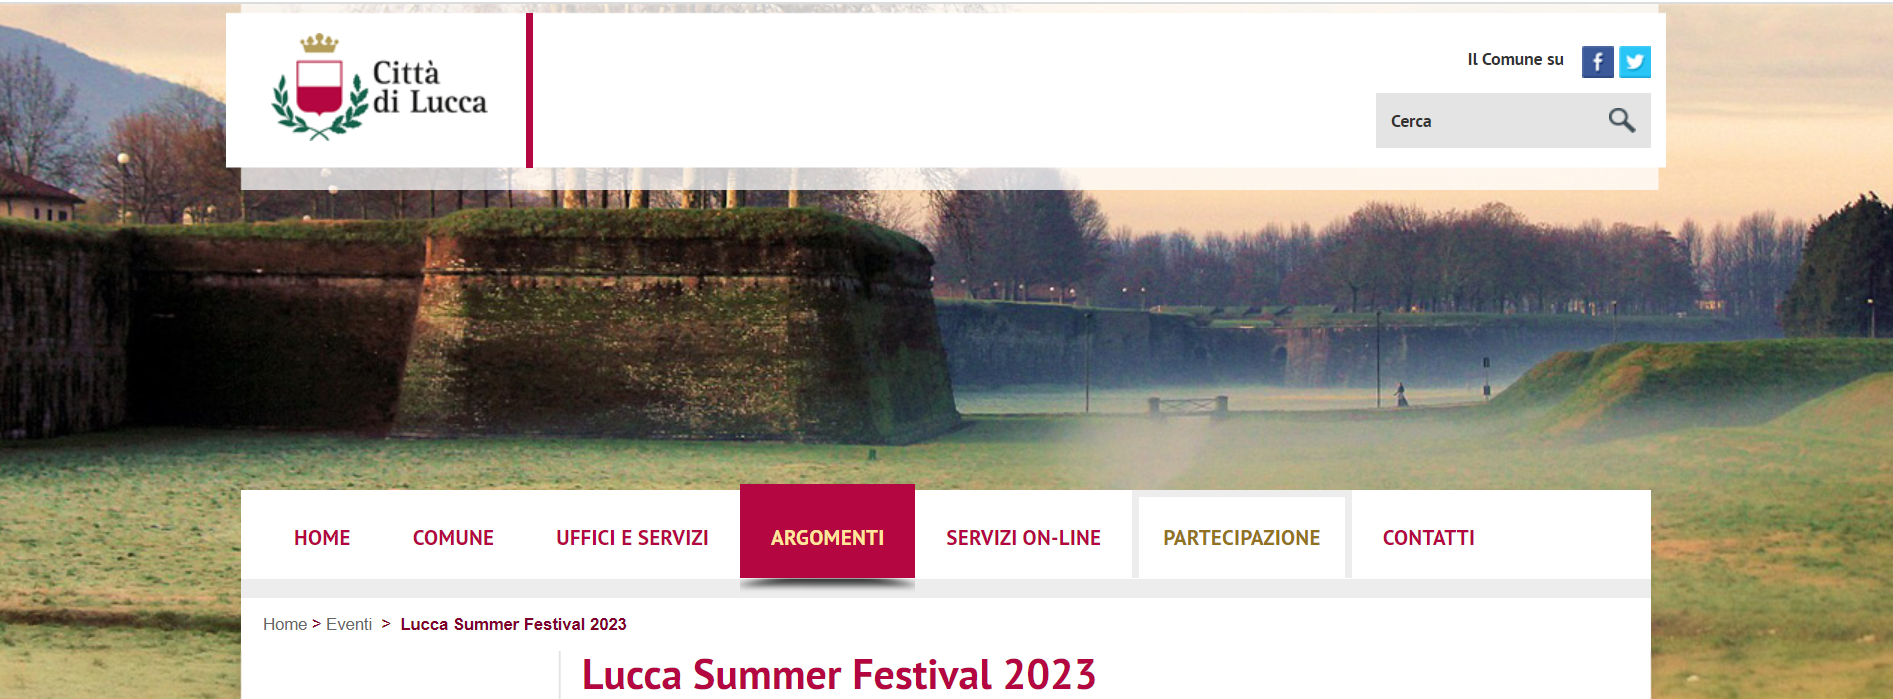 Città
di Lucca
Il Comune su
Cerca
HOME COMUNE UFFICI E SERVIZI ARGOMENTI SERVIZI ON-LINE PARTECIPAZIONE CONTATTI
Home > Eventi > Lucca Summer Festival 2023
Lucca Summer Festival 2023